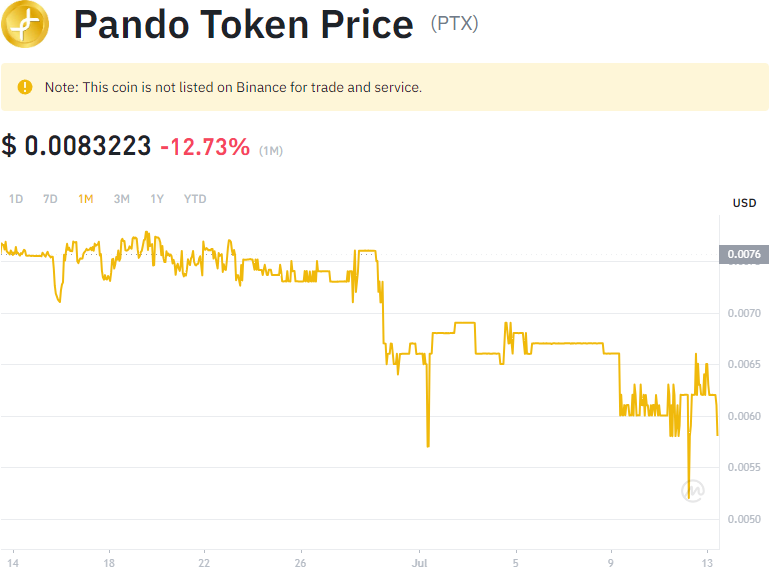 Pando Token Price (PTX)
Note: This coin is not listed on Binance for trade and service.
$ 0.0083223 -12.73% (1M)
1D 7D 1M 3M 1Y YTD
USD
0.0076
0.0070
0.0065
0.0060
0.0055
0.0050
14 18 22 26 Jul 5 9 13